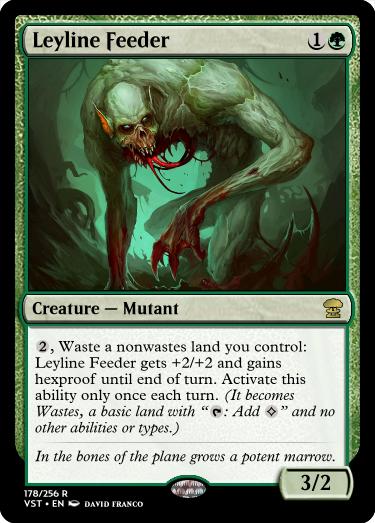 Leyline Feeder 1
Creature — Mutant
2, Waste a nonwastes land you control:
Leyline Feeder gets +2/+2 and gains
hexproof until end of turn. Activate this
ability only once each turn. (It becomes
Wastes, a basic land with “: Add ” and no
other abilities or types.)
In the bones of the plane grows a potent marrow.
3/2
178/256 R
VST • EN DAVID FRANCO